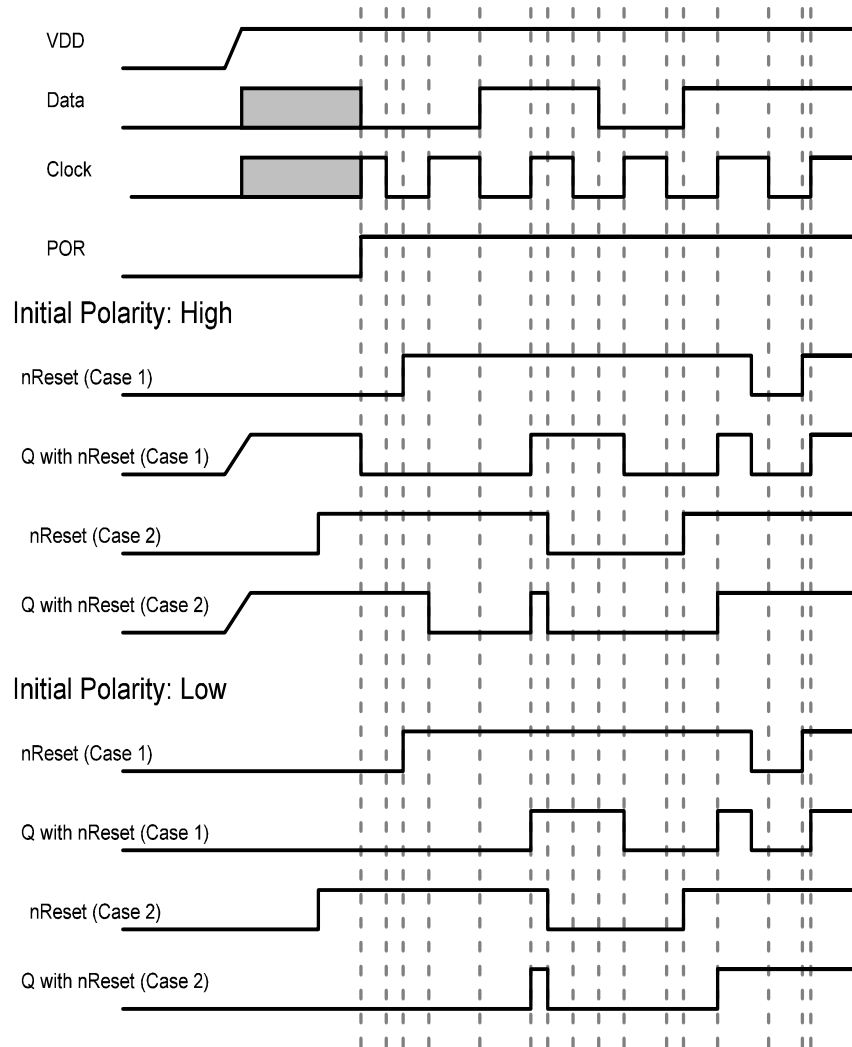 VDD
Data
Clock
POR
Initial Polarity: High
nReset (Case 1)
Q with nReset (Case 1)
nReset (Case 2)
Q with nReset (Case 2)
Initial Polarity: Low
nReset (Case 1)
Q with nReset (Case 1)
nReset (Case 2)
Q with nReset (Case 2)